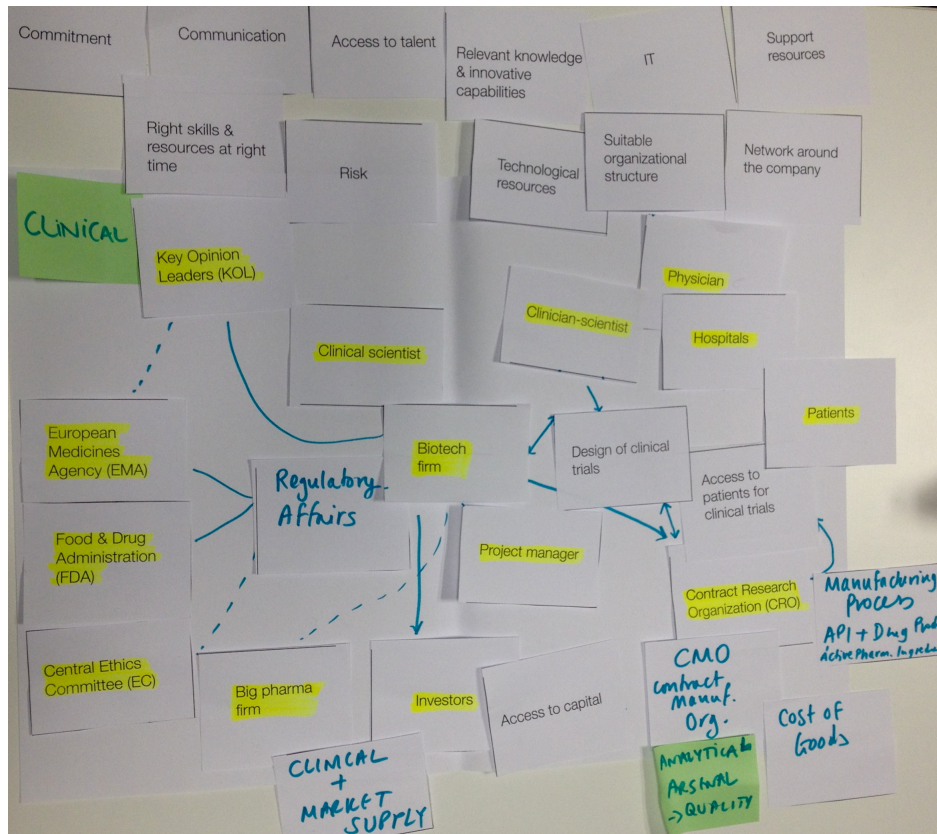 Commitment
Communication
Access to talent
Relevant knowledge
& innovative
capabilities
IT
Support
resources
Right skills &
resources at right
time
Risk
Technological
resources
Suitable
organizational
structure
Network around
the company
CLINICAL
Key Opinion
Leaders (KOL)
Physician
Clinician-scientist
Hospitals
Clinical scientist
Patients
European
Medicines
Agency (EMA)
Biotech
firm
Design of clinical
trials
Regulatory
Affairs
Access to
patients for
clinical trials
Food & Drug
Administration
(FDA)
Project manager
Contract Research
Organization (CRO)
Manufacturing
Process
API + Drug
Active Pharm.
Central Ethics
Committee (EC)
Big pharma
firm
Investors
Access to capital
CMO
Contract
Manuf.
Org.
Cost of
Goods
CLINICAL
+
MARKET
SUPPLY
ARSENAL
→ QUALITY